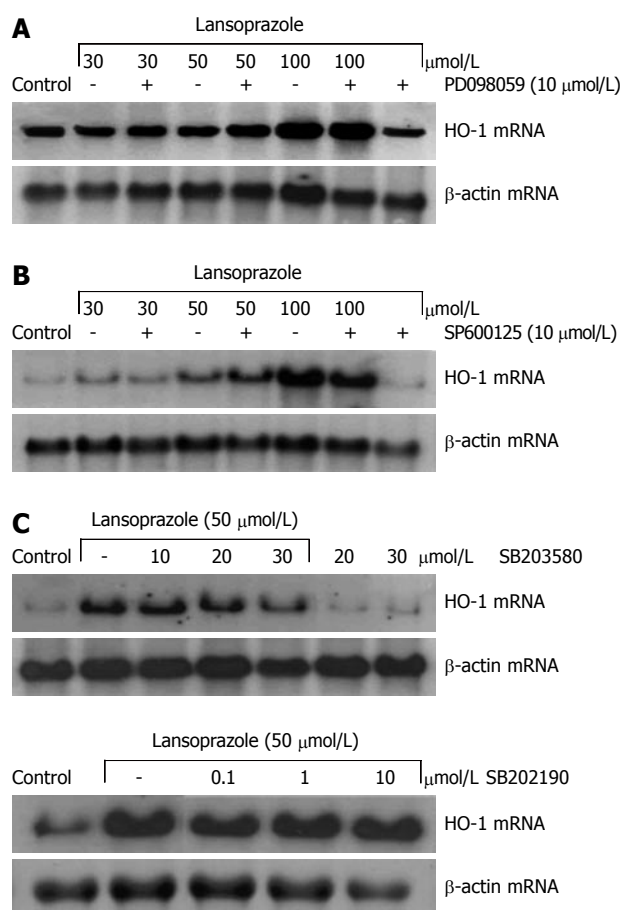 A
Lansoprazole
30 30 50 50 100 100 μmol/L
Control - + - + - + + PD098059 (10 μmol/L)
HO-1 mRNA
β-actin mRNA
B
Lansoprazole
30 30 50 50 100 100 μmol/L
Control - + - + - + + SP600125 (10 μmol/L)
HO-1 mRNA
β-actin mRNA
C
Lansoprazole (50 μmol/L)
Control - 10 20 30 20 30 μmol/L SB203580
HO-1 mRNA
β-actin mRNA
Lansoprazole (50 μmol/L)
Control - 0.1 1 10 μmol/L SB202190
HO-1 mRNA
β-actin mRNA